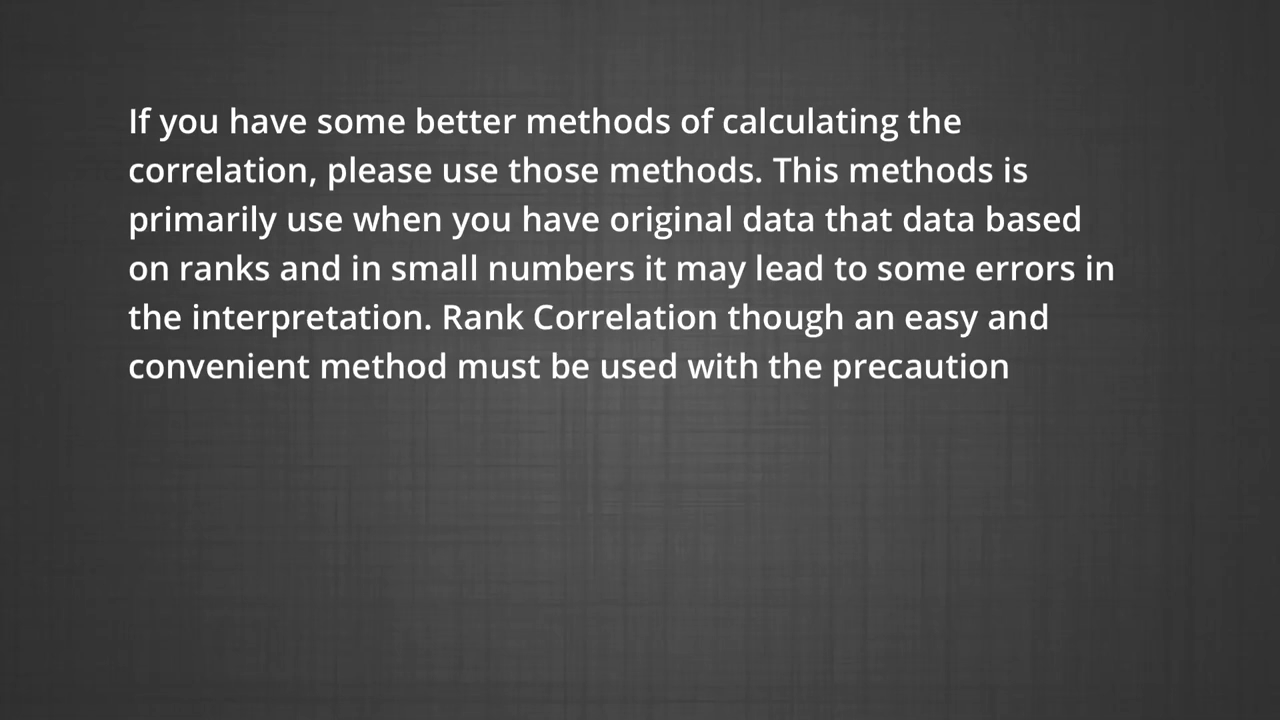 If you have some better methods of calculating the
correlation, please use those methods. This methods is
primarily use when you have original data that data based
on ranks and in small numbers it may lead to some errors in
the interpretation. Rank Correlation though an easy and
convenient method must be used with the precaution